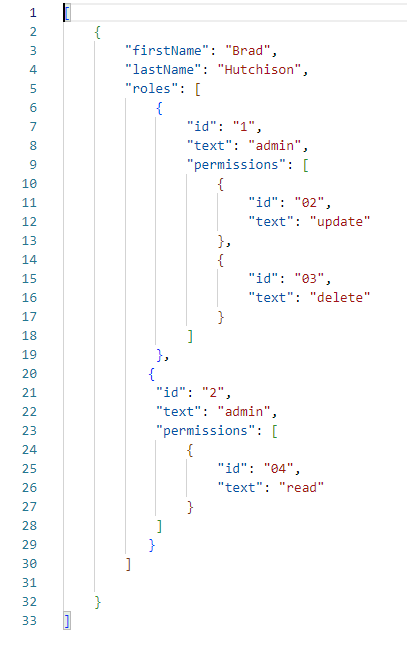 1 [
2     {
3         "firstName": "Brad",
4         "lastName": "Hutchison",
5         "roles": [
6             {
7                 "id": "1",
8                 "text": "admin",
9                 "permissions": [
10                     {
11                         "id": "02",
12                         "text": "update"
13                     },
14                     {
15                         "id": "03",
16                         "text": "delete"
17                     }
18                 ]
19             },
20            {
21             "id": "2",
22             "text": "admin",
23             "permissions": [
24                 {
25                     "id": "04",
26                     "text": "read"
27                 }
28             ]
29            }
30         ]
31
32     }
33 ]